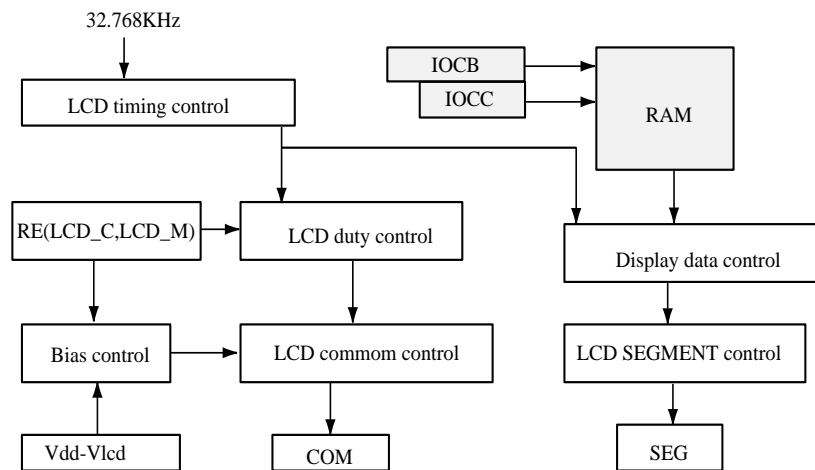 32.768KHz
IOCB
LCD timing control
IOCC
RAM
RE(LCD_C,LCD_M)
LCD duty control
Display data control
Bias control
LCD commom control
LCD SEGMENT control
Vdd-Vlcd
COM
SEG